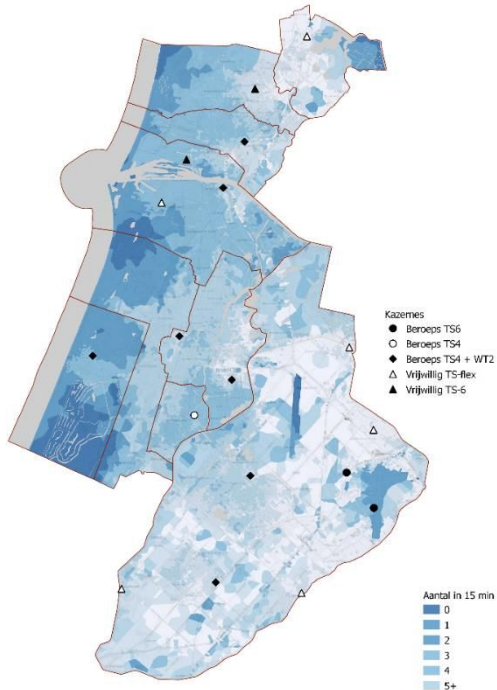 Kazernes
Beroeps TS6
Beroeps TS4
Beroeps TS4 + WT2
Vrijwillig TS-flex
Vrijwillig TS-6
Aantal in 15 min
0
1
2
3
4
5+